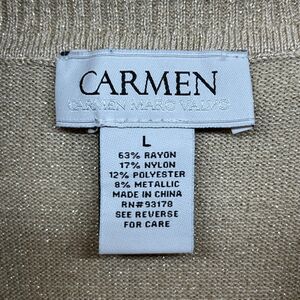 CARMEN
CARMEN MARC VALVO
L
63% RAYON
17% NYLON
12% POLYESTER
8% METALLIC
MADE IN CHINA
RN#93178
SEE REVERSE
FOR CARE